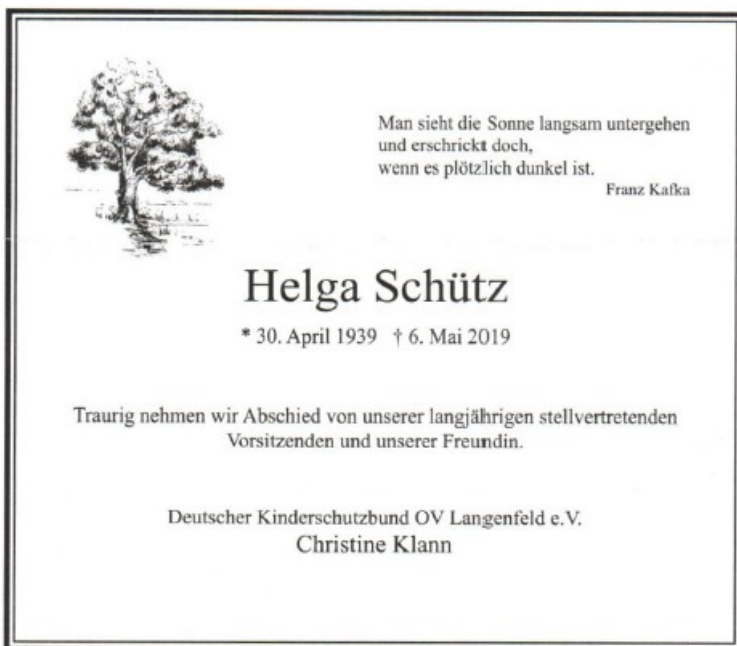 Man sieht die Sonne langsam untergehen
und erschrickt doch,
wenn es plötzlich dunkel ist.
Franz Kafka
Helga Schütz
* 30. April 1939 † 6. Mai 2019
Traurig nehmen wir Abschied von unserer langjährigen stellvertretenden
Vorsitzenden und unserer Freundin.
Deutscher Kinderschutzbund OV Langenfeld e.V.
Christine Klann